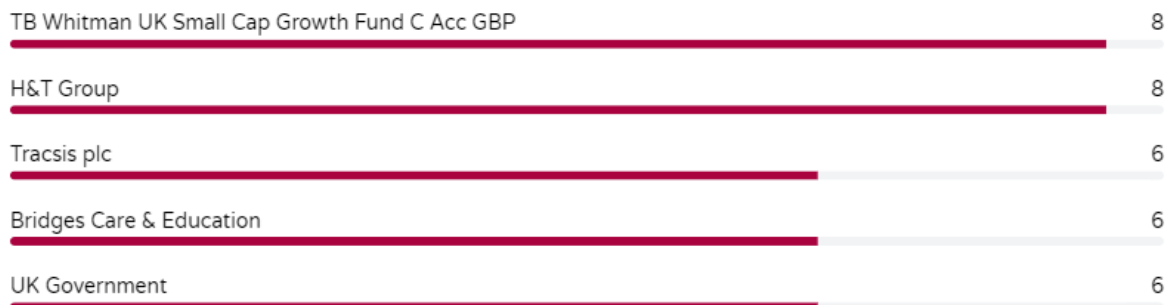 TB Whitman UK Small Cap Growth Fund C Acc GBP 8
H&T Group 8
Tracsis plc 6
Bridges Care & Education 6
UK Government 6